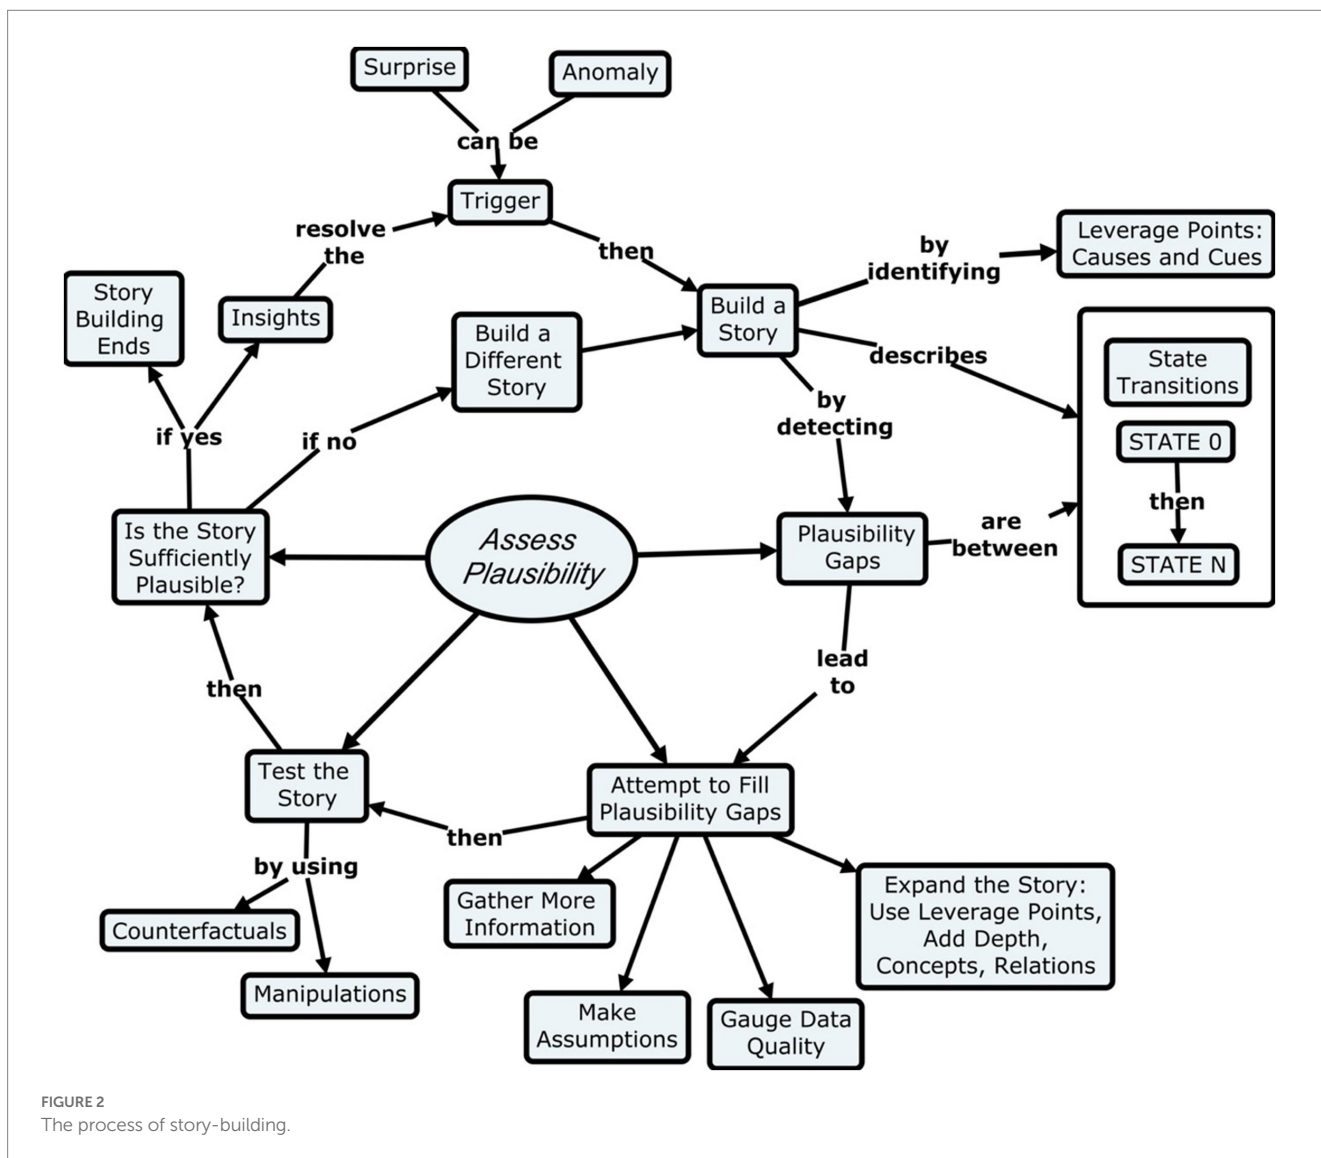 Surprise
Anomaly
can be
Trigger
resolve
the
then
by
identifying
Leverage Points:
Causes and Cues
Story
Building
Ends
Insights
Build a
Different
Story
Build a
Story
describes
State
Transitions
STATE 0
then
STATE N
if yes
if no
by
detecting
Is the Story
Sufficiently
Plausible?
Assess
Plausibility
Plausibility
Gaps
are
between
lead
to
then
Test the
Story
then
Attempt to Fill
Plausibility Gaps
by using
Counterfactuals
Manipulations
Gather More
Information
Make
Assumptions
Gauge Data
Quality
Expand the Story:
Use Leverage Points,
Add Depth,
Concepts, Relations
FIGURE 2
The process of story-building.